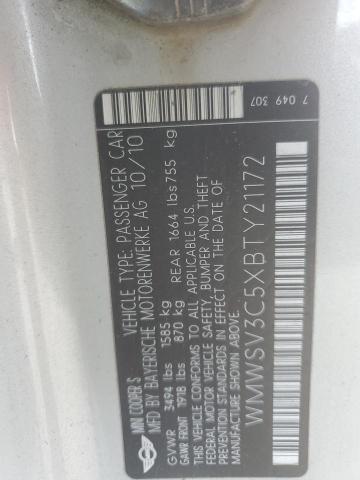 MINI COOPER S
VEHICLE TYPE: PASSENGER CAR
MFD BY BAYERISCHE MOTORENWERKE AG 10/10
GVWR 3494 lbs 1585 kg
GAWR FRONT 1918 lbs 870 kg REAR 1664 lbs 755 kg
THIS VEHICLE CONFORMS TO ALL APPLICABLE U.S.
FEDERAL MOTOR VEHICLE SAFETY, BUMPER AND THEFT
PREVENTION STANDARDS IN EFFECT ON THE DATE OF
MANUFACTURE SHOWN ABOVE.
WMWSV3C5XBTY21172
7 049 307